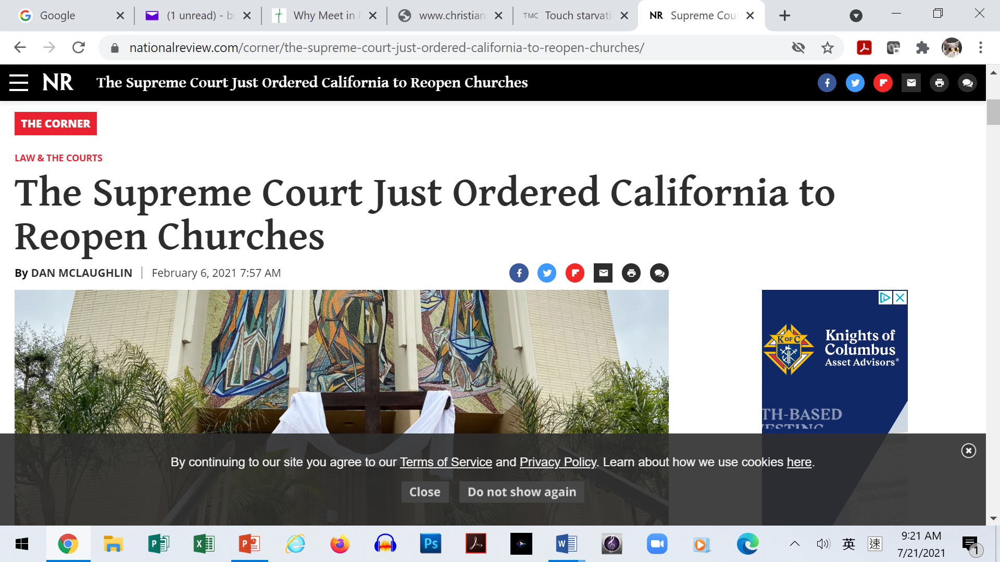 Google
(1 unread) - bs
Why Meet in P
www.christian
TMC Touch starvati
NR Supreme Cou
nationalreview.com/corner/the-supreme-court-just-ordered-california-to-reopen-churches/
NR The Supreme Court Just Ordered California to Reopen Churches
THE CORNER
LAW & THE COURTS
The Supreme Court Just Ordered California to
Reopen Churches
By DAN MCLAUGHLIN | February 6, 2021 7:57 AM
K OF C
Knights of
Columbus
Asset Advisors®
TH-BASED
VESTING
By continuing to our site you agree to our Terms of Service and Privacy Policy. Learn about how we use cookies here.
Close Do not show again
英 速
9:21 AM
7/21/2021
1